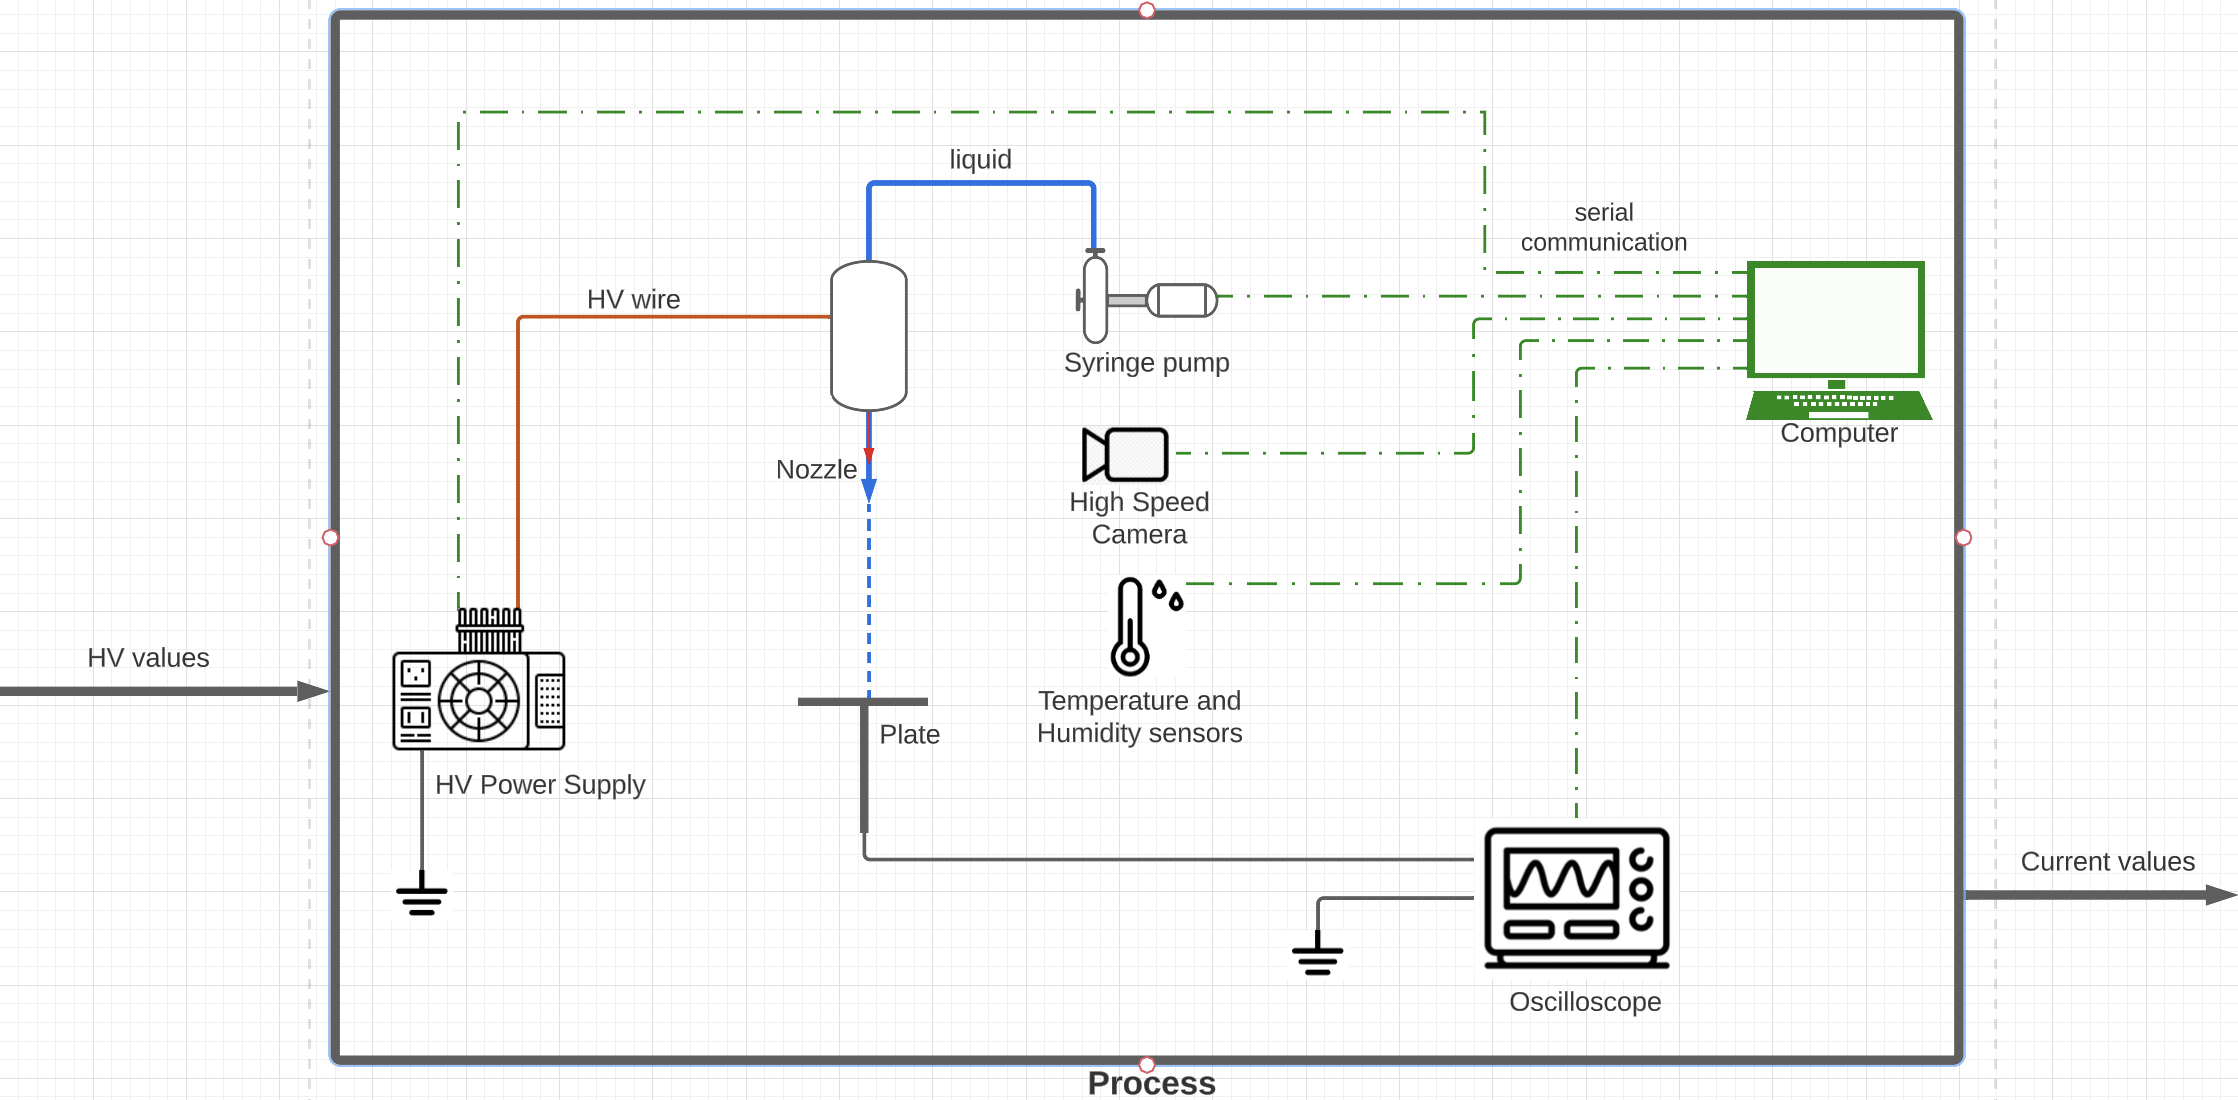 liquid
serial
communication
HV wire
Syringe pump
Computer
Nozzle
High Speed
Camera
HV values
Temperature and
Humidity sensors
Plate
HV Power Supply
Current values
Oscilloscope
Process